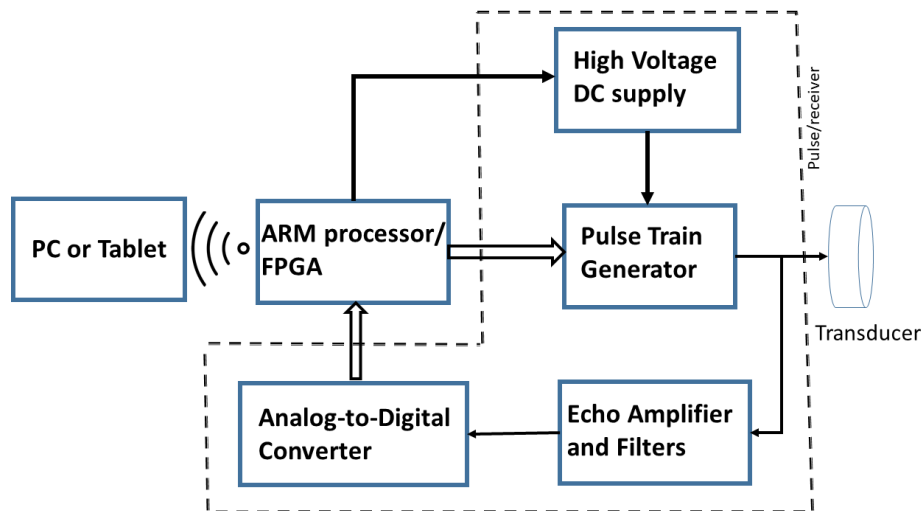 High Voltage
DC supply
Pulse/receiver
PC or Tablet
ARM processor/
FPGA
Pulse Train
Generator
Transducer
Analog-to-Digital
Converter
Echo Amplifier
and Filters